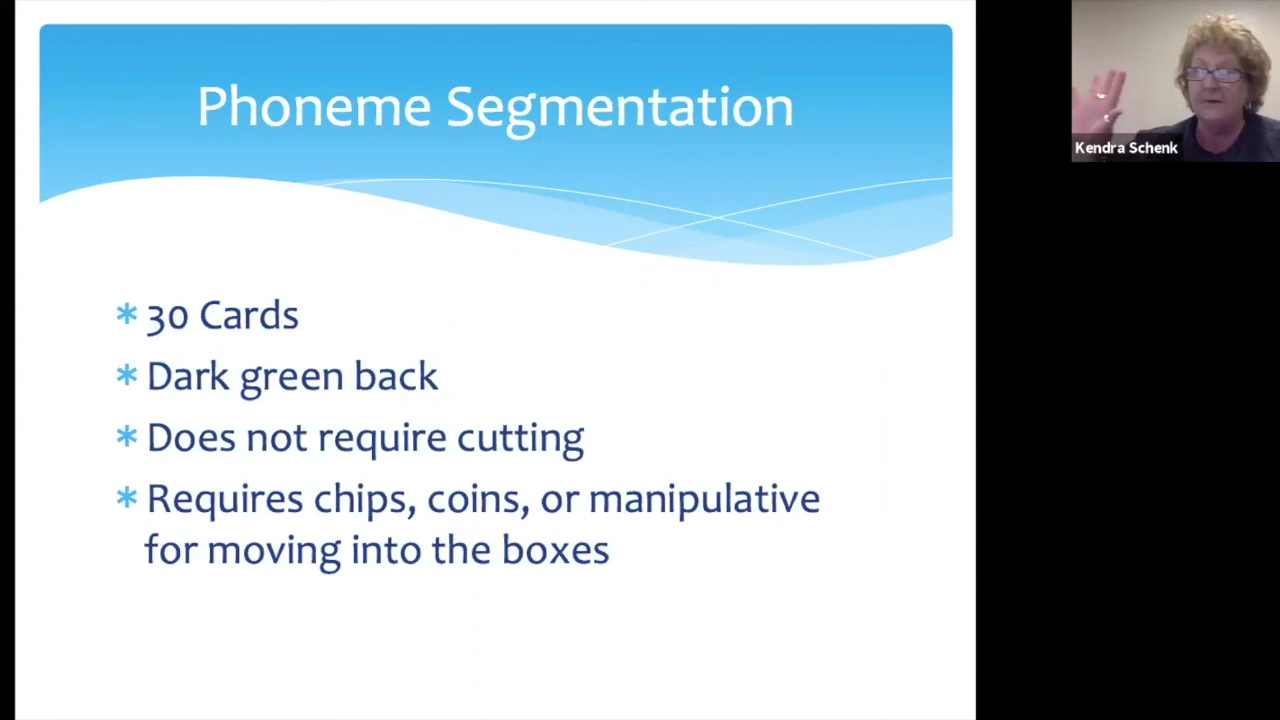 Phoneme Segmentation
Kendra Schenk
* 30 Cards
* Dark green back
* Does not require cutting
* Requires chips, coins, or manipulative
for moving into the boxes